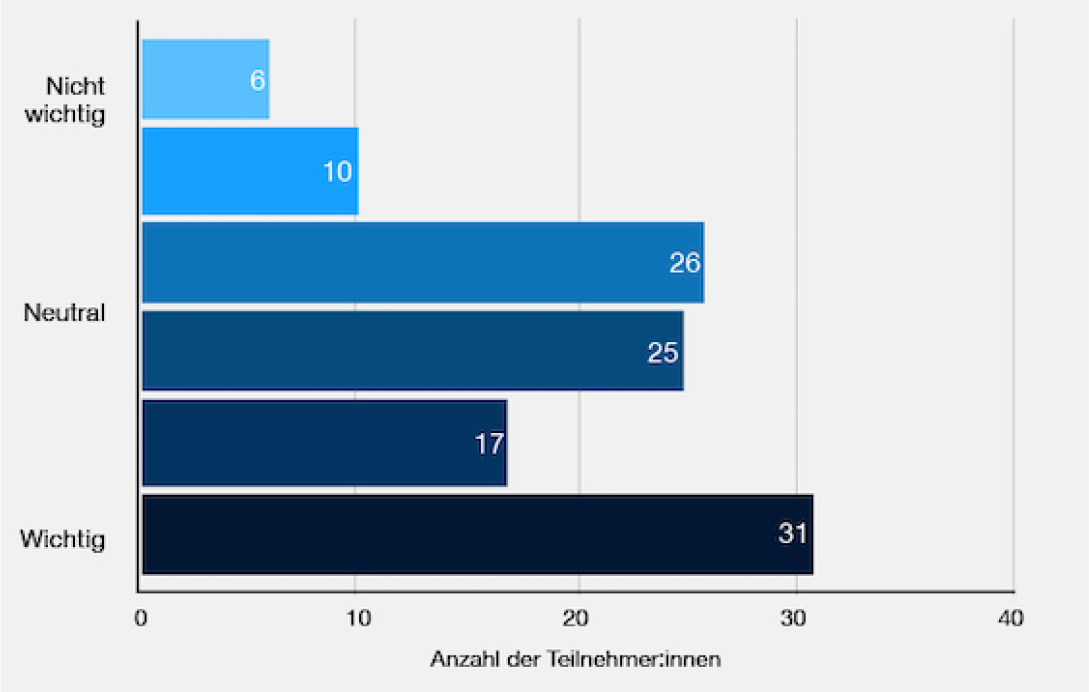 6
Nicht
wichtig
10
26
Neutral
25
17
Wichtig
31
0 10 20 30 40
Anzahl der Teilnehmer:innen